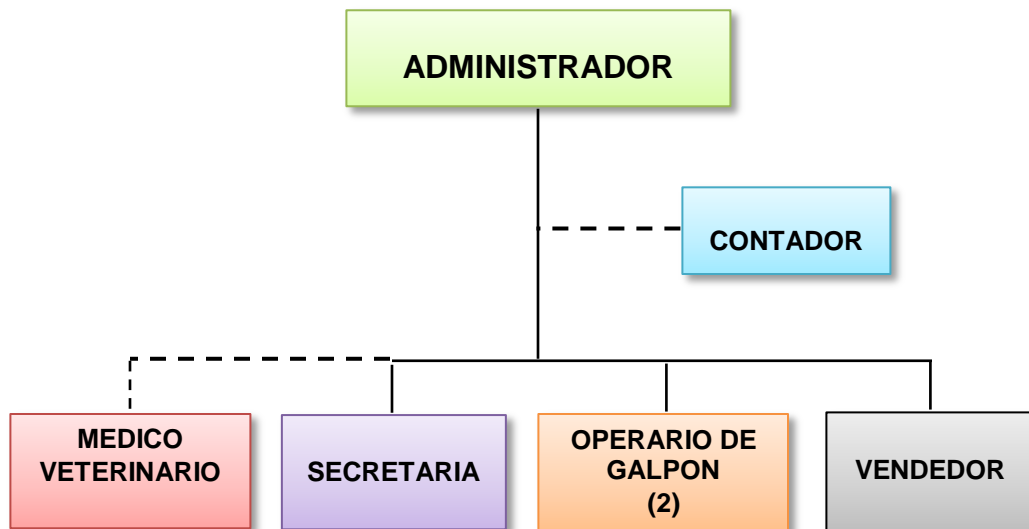 ADMINISTRADOR
CONTADOR
MEDICO
VETERINARIO
SECRETARIA
OPERARIO DE
GALPON
(2)
VENDEDOR